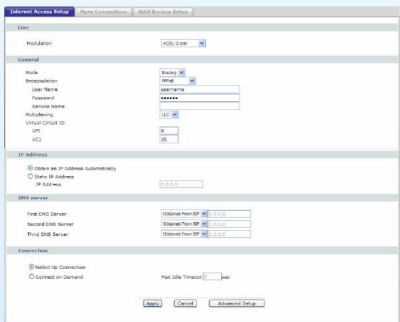 Internet Access Setup More Connections WAN Backup Setup
Line
Modulation ADSL G.dmt
General
Mode Routing
Encapsulation PPPoE
User Name username
Password ••••••
Service Name
Multiplexing LLC
Virtual Circuit ID
VPI 8
VCI 35
IP Address
Obtain an IP Address Automatically
Static IP Address
IP Address 0.0.0.0
DNS server
First DNS Server Obtained From ISP 0.0.0.0
Second DNS Server Obtained From ISP 0.0.0.0
Third DNS Server Obtained From ISP 0.0.0.0
Connection
Nailed-Up Connection
Connect on Demand Max Idle Timeout sec
Apply Cancel Advanced Setup